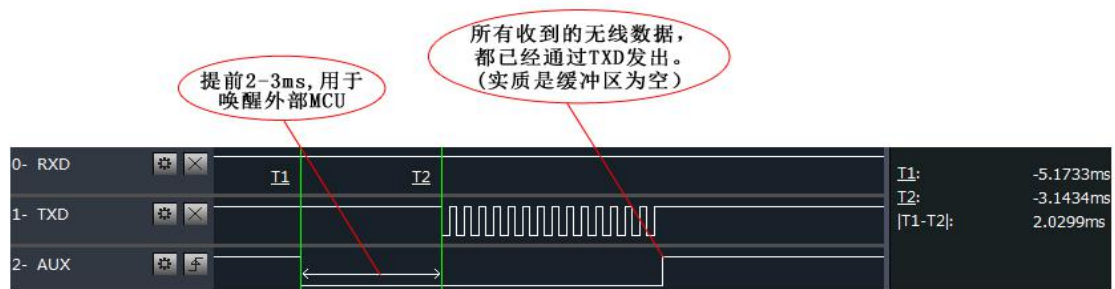 所有收到的无线数据，
都已经通过TXD发出。
(实质是缓冲区为空)
提前2-3ms,用于
唤醒外部MCU
0- RXD
T1
T2
1- TXD
2- AUX
T1: -5.1733ms
T2: -3.1434ms
|T1-T2|: 2.0299ms